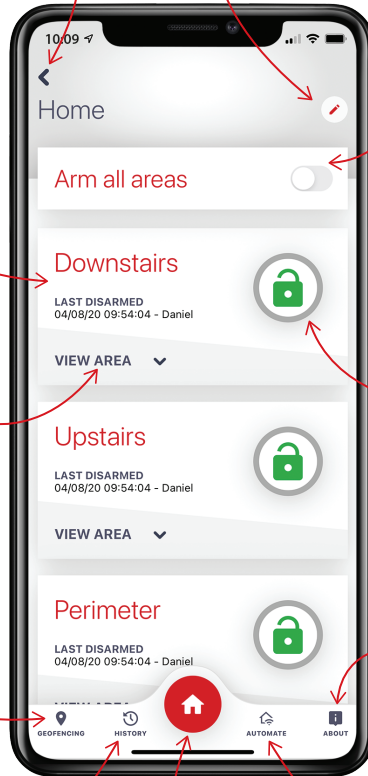 10:09
Home
Arm all areas
Downstairs
LAST DISARMED
04/08/20 09:54:04 - Daniel
VIEW AREA
Upstairs
LAST DISARMED
04/08/20 09:54:04 - Daniel
VIEW AREA
Perimeter
LAST DISARMED
04/08/20 09:54:04 - Daniel
VIEW AREA
GEOFENCING
HISTORY
AUTOMATE
ABOUT